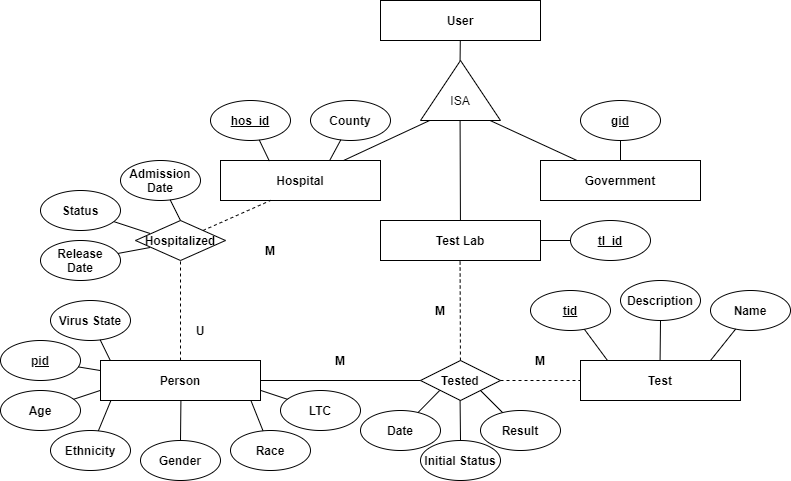 User
ISA
hos_id
County
gid
Hospital
Government
Admission
Date
Status
Hospitalized
Release
Date
M
Test Lab
tl_id
Virus State
U
M
tid
Description
Name
pid
Person
M
Tested
M
Test
Age
LTC
Date
Result
Ethnicity
Gender
Race
Initial Status